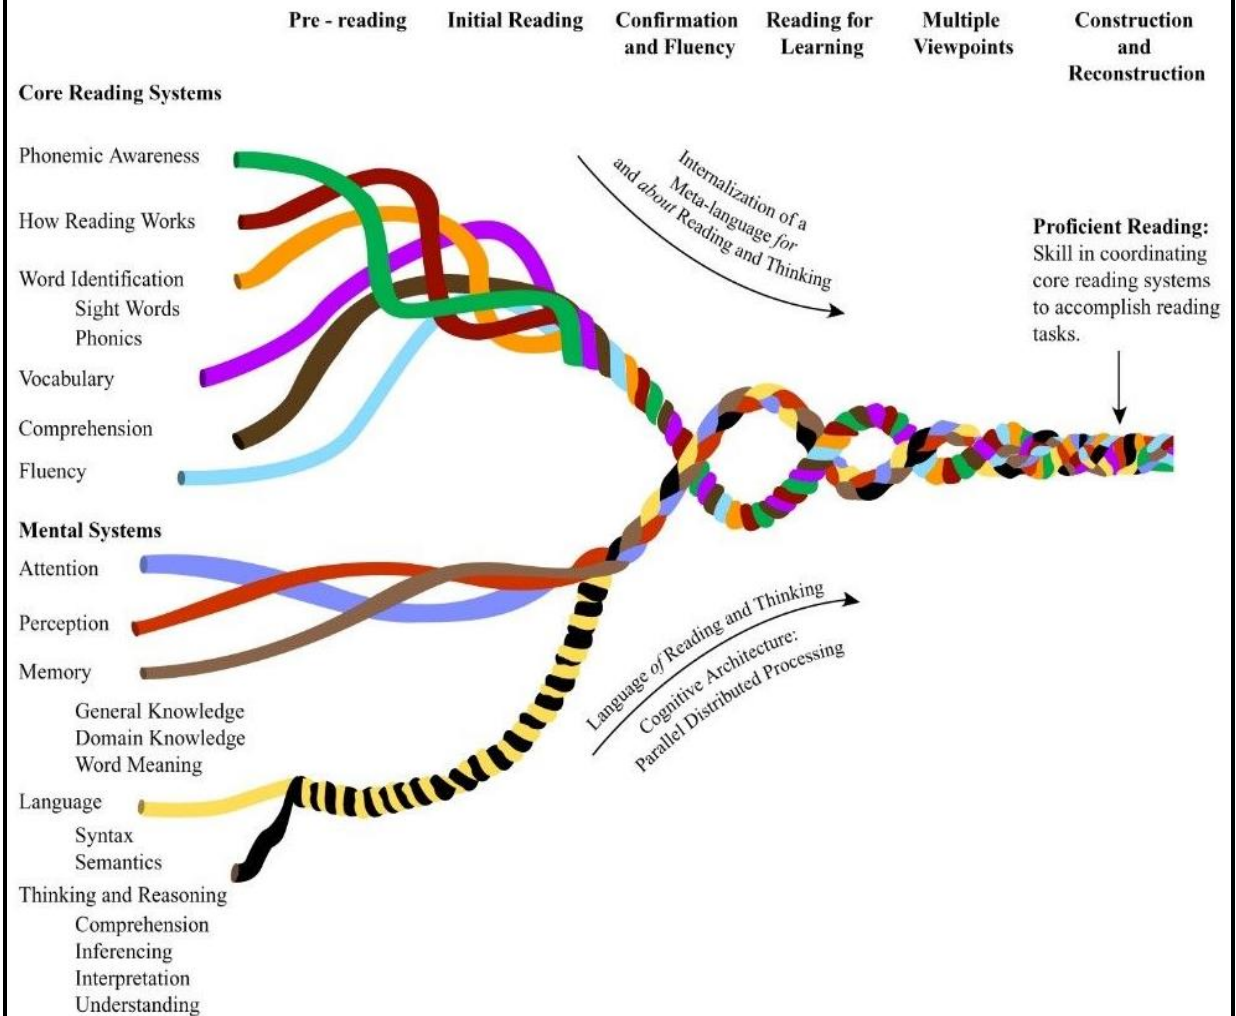 Pre - reading
Initial Reading
Confirmation
and Fluency
Reading for
Learning
Multiple
Viewpoints
Construction
and
Reconstruction
Core Reading Systems
Phonemic Awareness
How Reading Works
Word Identification
Sight Words
Phonics
Vocabulary
Comprehension
Fluency
Internalization of a
Meta-language for
and about Reading and Thinking
Proficient Reading:
Skill in coordinating
core reading systems
to accomplish reading
tasks.
Mental Systems
Attention
Perception
Memory
General Knowledge
Domain Knowledge
Word Meaning
Language
Syntax
Semantics
Thinking and Reasoning
Comprehension
Inferencing
Interpretation
Understanding
Language of Reading and Thinking
Cognitive Architecture:
Parallel Distributed Processing